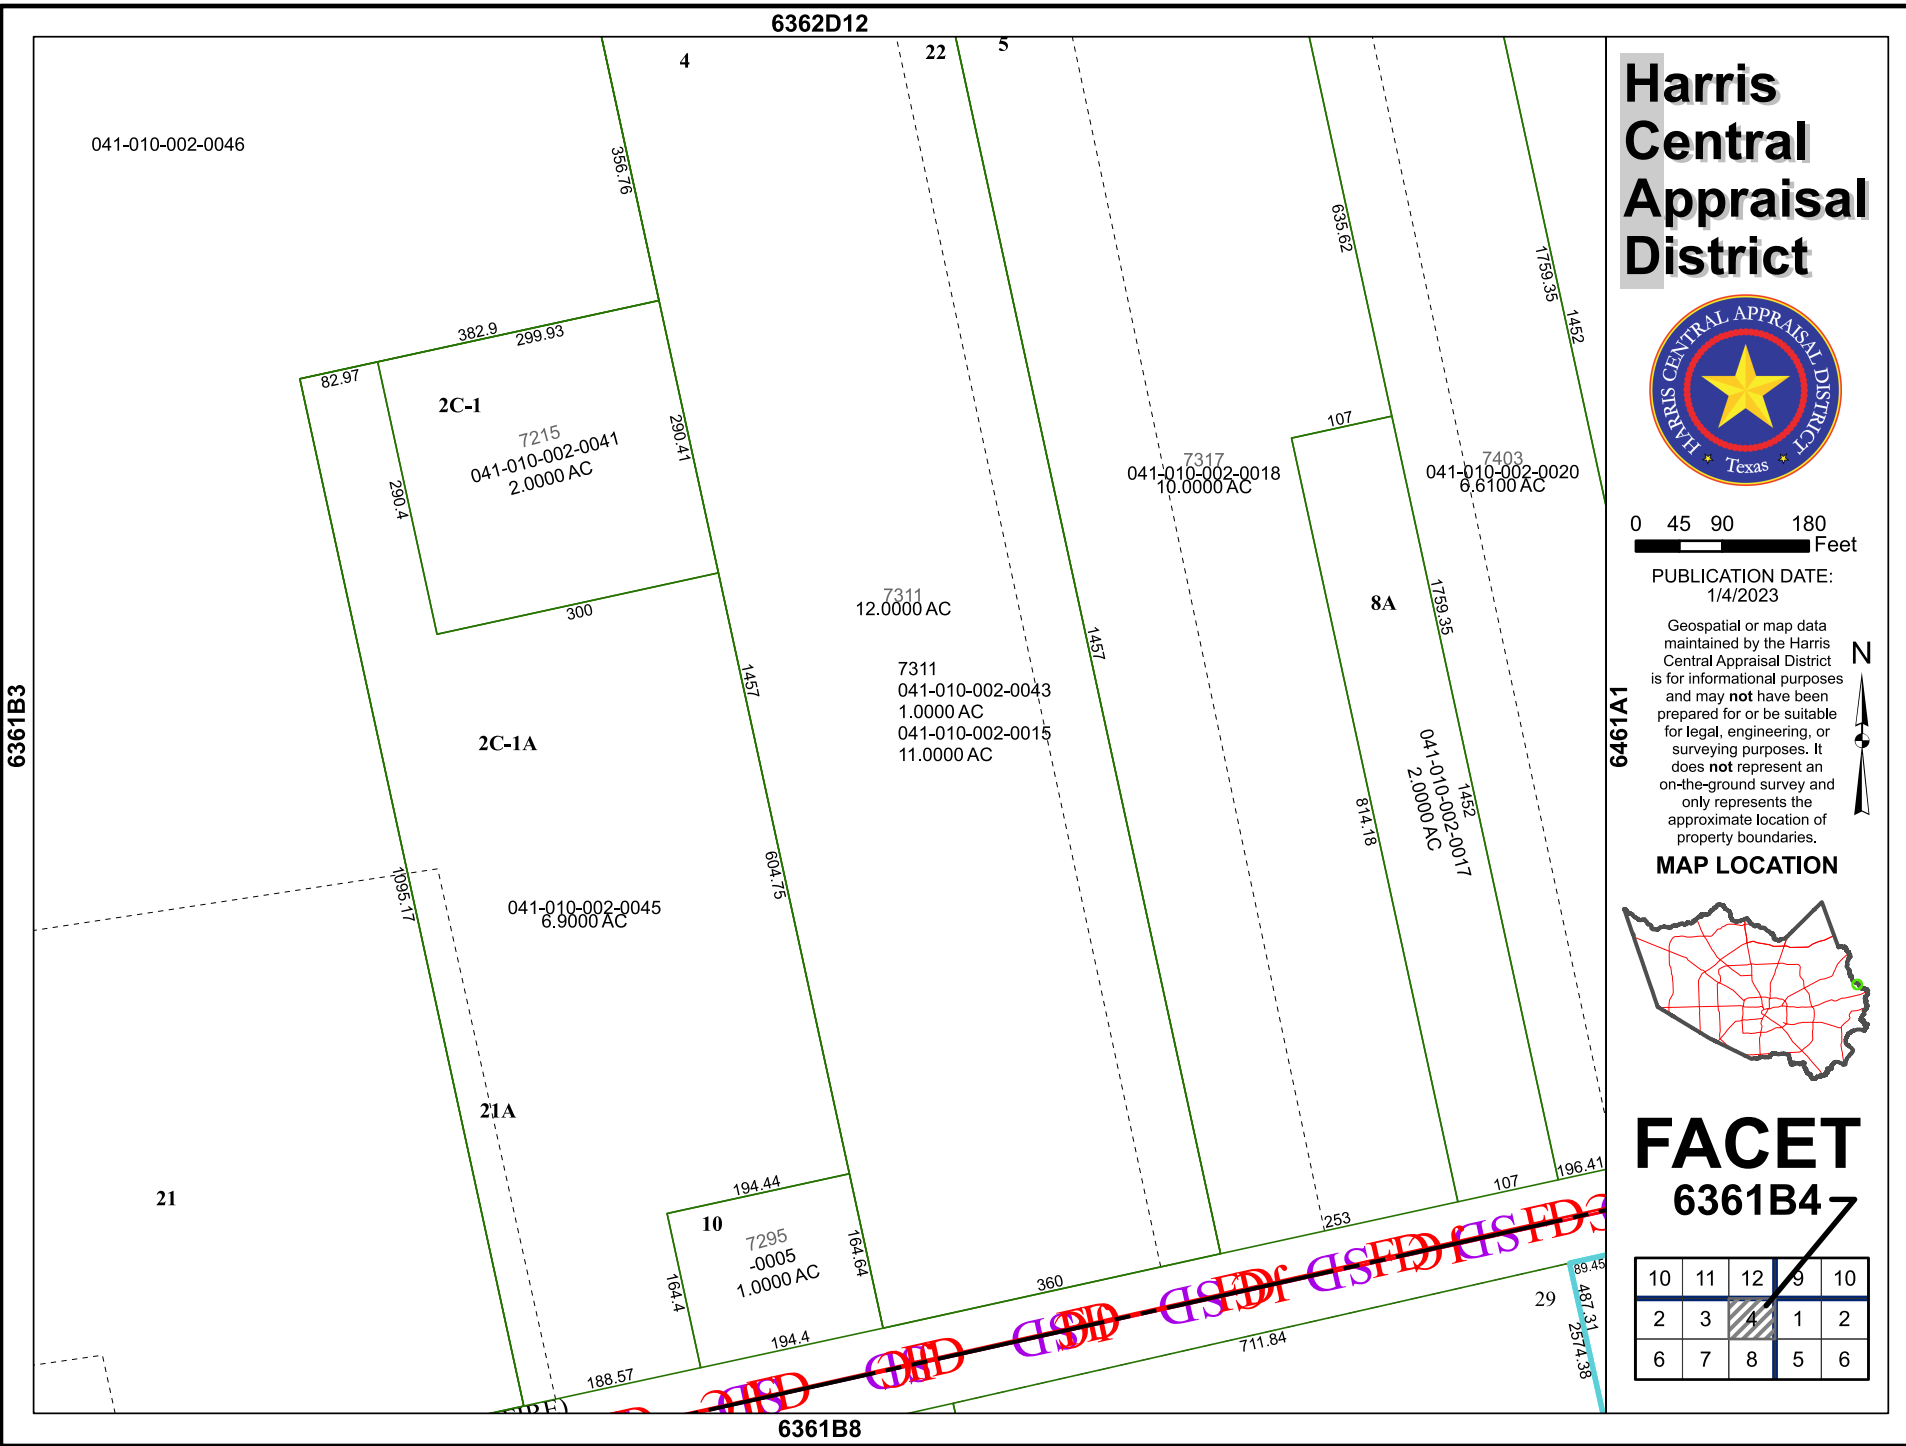 6362D12
4
22
5
041-010-002-0046
356.76
635.62
1759.35
1452
382.9
299.93
82.97
2C-1
7215
041-010-002-0041
2.0000 AC
290.4
290.41
300
107
7317
041-010-002-0018
10.0000 AC
7403
041-010-002-0020
6.6100 AC
7311
12.0000 AC
7311
041-010-002-0043
1.0000 AC
041-010-002-0015
11.0000 AC
1457
1457
8A
1759.35
1452
041-010-002-0017
2.0000 AC
814.18
2C-1A
604.75
1095.17
041-010-002-0045
6.9000 AC
21A
21
194.44
10
7295
-0005
1.0000 AC
164.4
164.64
188.57
194.4
360
253
107
196.41
711.84
29
89.45
487.31
2574.38
6361B3
6461A1
6361B8
Harris
Central
Appraisal
District
HARRIS CENTRAL APPRAISAL DISTRICT
Texas
0 45 90 180
Feet
PUBLICATION DATE:
1/4/2023
Geospatial or map data
maintained by the Harris
Central Appraisal District
is for informational purposes
and may not have been
prepared for or be suitable
for legal, engineering, or
surveying purposes. It
does not represent an
on-the-ground survey and
only represents the
approximate location of
property boundaries.
N
MAP LOCATION
FACET
6361B4
10 11 12 9 10
2 3 4 1 2
6 7 8 5 6